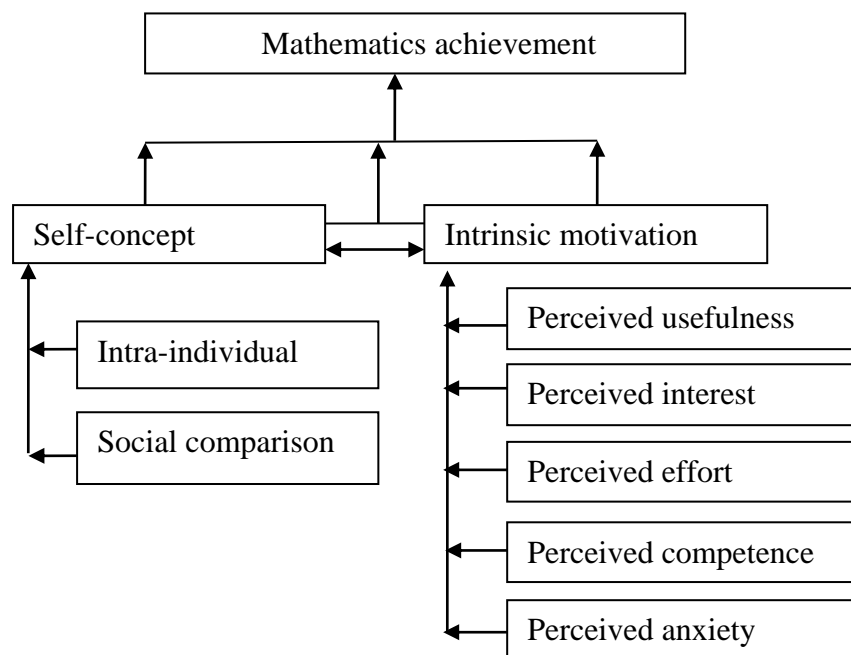 Mathematics achievement
Self-concept
Intrinsic motivation
Intra-individual
Social comparison
Perceived usefulness
Perceived interest
Perceived effort
Perceived competence
Perceived anxiety